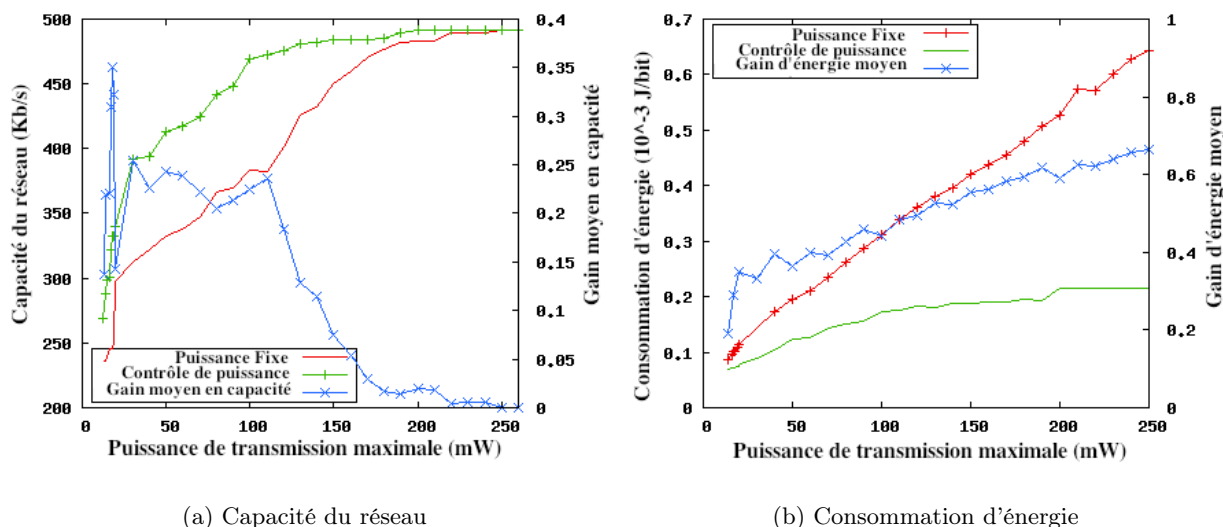 500
450
400
350
300
250
200
0.4
0.35
0.3
0.25
0.2
0.15
0.1
0.05
0
Capacité du réseau (Kb/s)
Gain moyen en capacité
Puissance Fixe
Contrôle de puissance
Gain moyen en capacité
0 50 100 150 200 250
Puissance de transmission maximale (mW)
(a) Capacité du réseau
0.7
0.6
0.5
0.4
0.3
0.2
0.1
0
1
0.8
0.6
0.4
0.2
0
Consommation d'énergie (10^-3 J/bit)
Gain d'énergie moyen
Puissance Fixe
Contrôle de puissance
Gain d'énergie moyen
0 50 100 150 200 250
Puissance de transmission maximale (mW)
(b) Consommation d'énergie